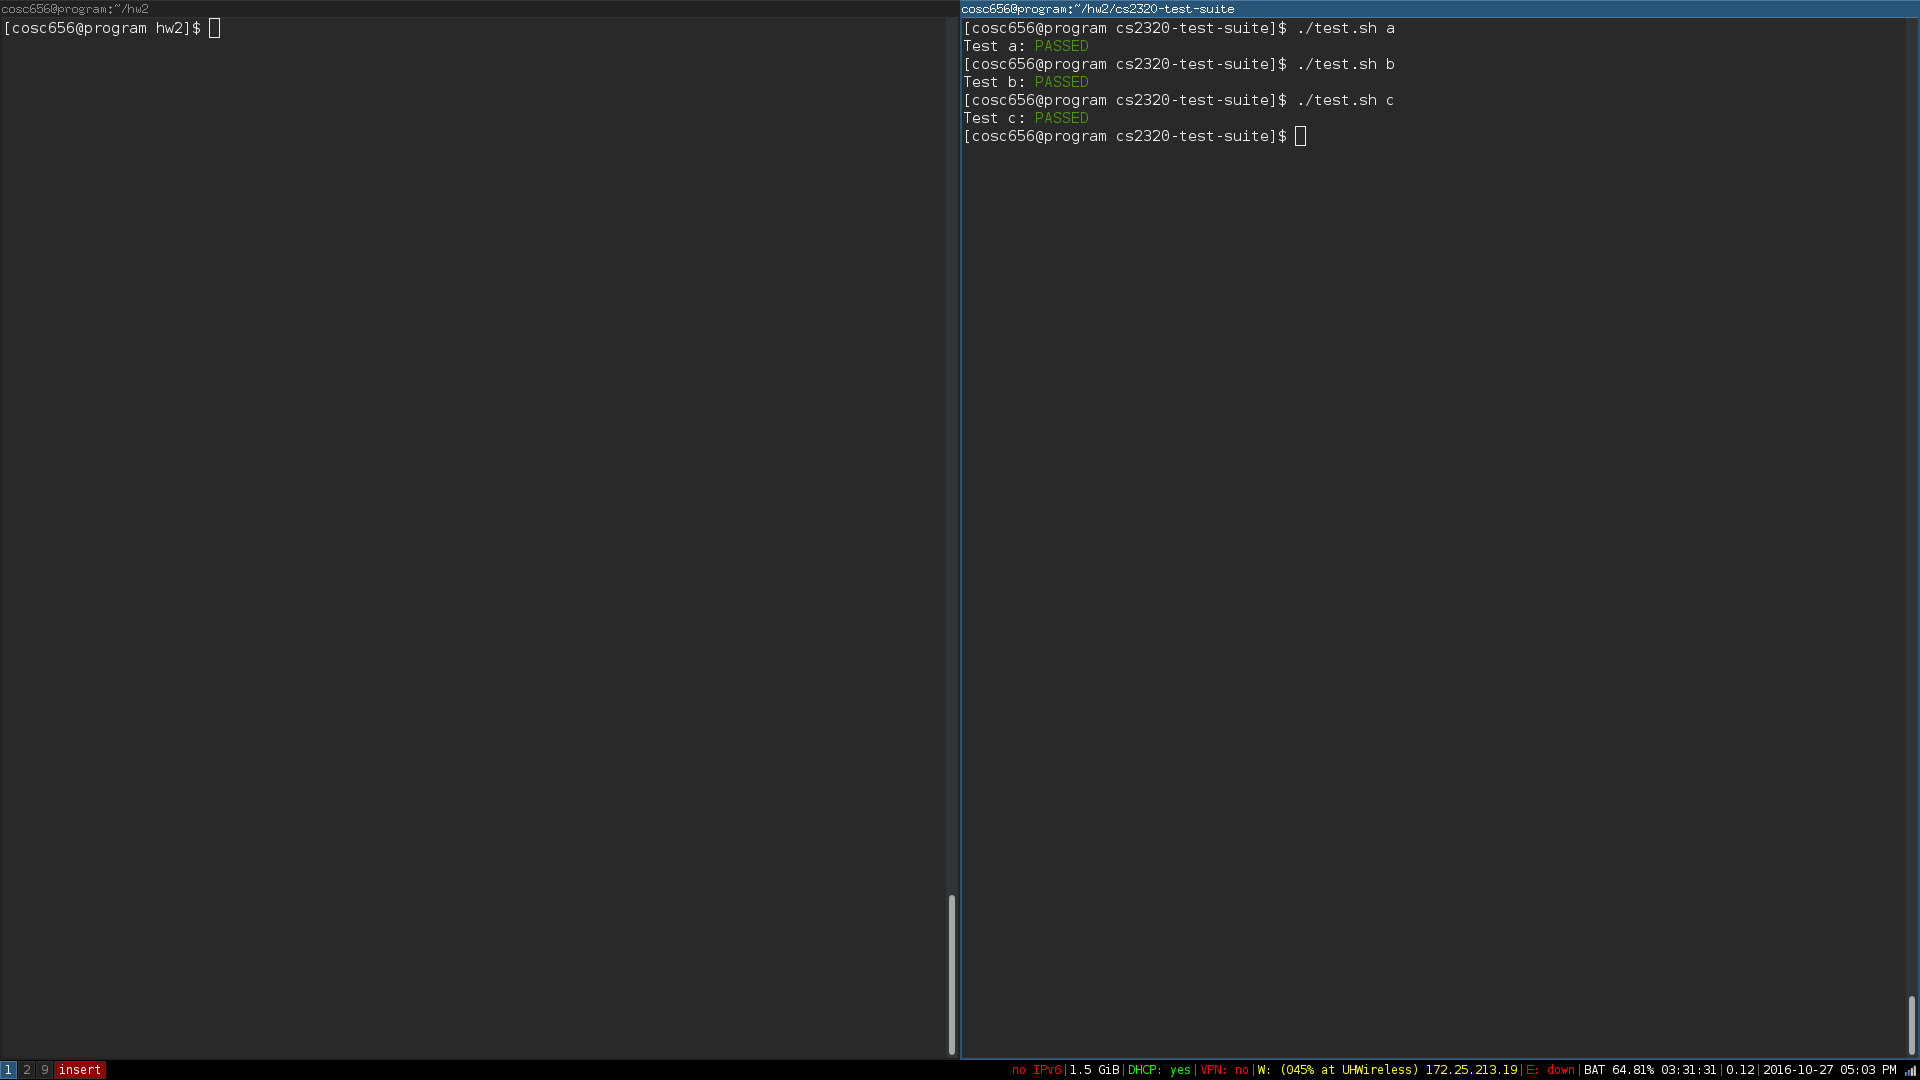 cosc656@program:~/hw2
[cosc656@program hw2]$
cosc656@program:~/hw2/cs2320-test-suite
[cosc656@program cs2320-test-suite]$ ./test.sh a
Test a: PASSED
[cosc656@program cs2320-test-suite]$ ./test.sh b
Test b: PASSED
[cosc656@program cs2320-test-suite]$ ./test.sh c
Test c: PASSED
[cosc656@program cs2320-test-suite]$
1 2 9 insert
no IPv6|1.5 GiB|DHCP: yes|VPN: no|W: (045% at UHWireless) 172.25.213.19|E: down|BAT 64.81% 03:31:31|0.12|2016-10-27 05:03 PM